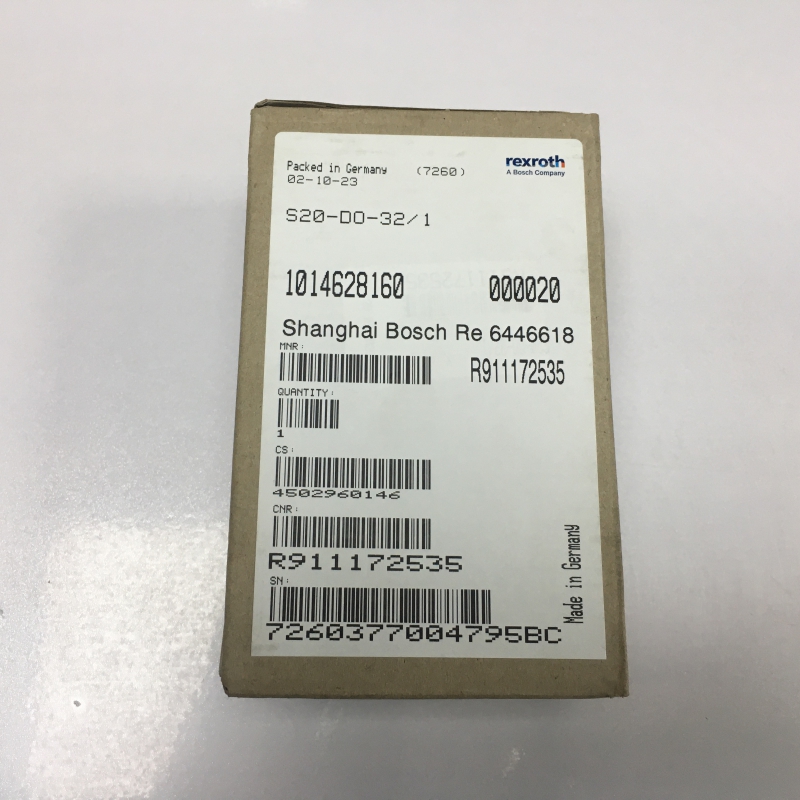 Packed in Germany (7260)
02-10-23
rexroth
A Bosch Company
S20-DO-32/1
1014628160 000020
Shanghai Bosch Re 6446618
MNR:
R911172535
QUANTITY:
1
CS:
4502960146
CNR:
R911172535
SN:
7260377004795BC
Made in Germany